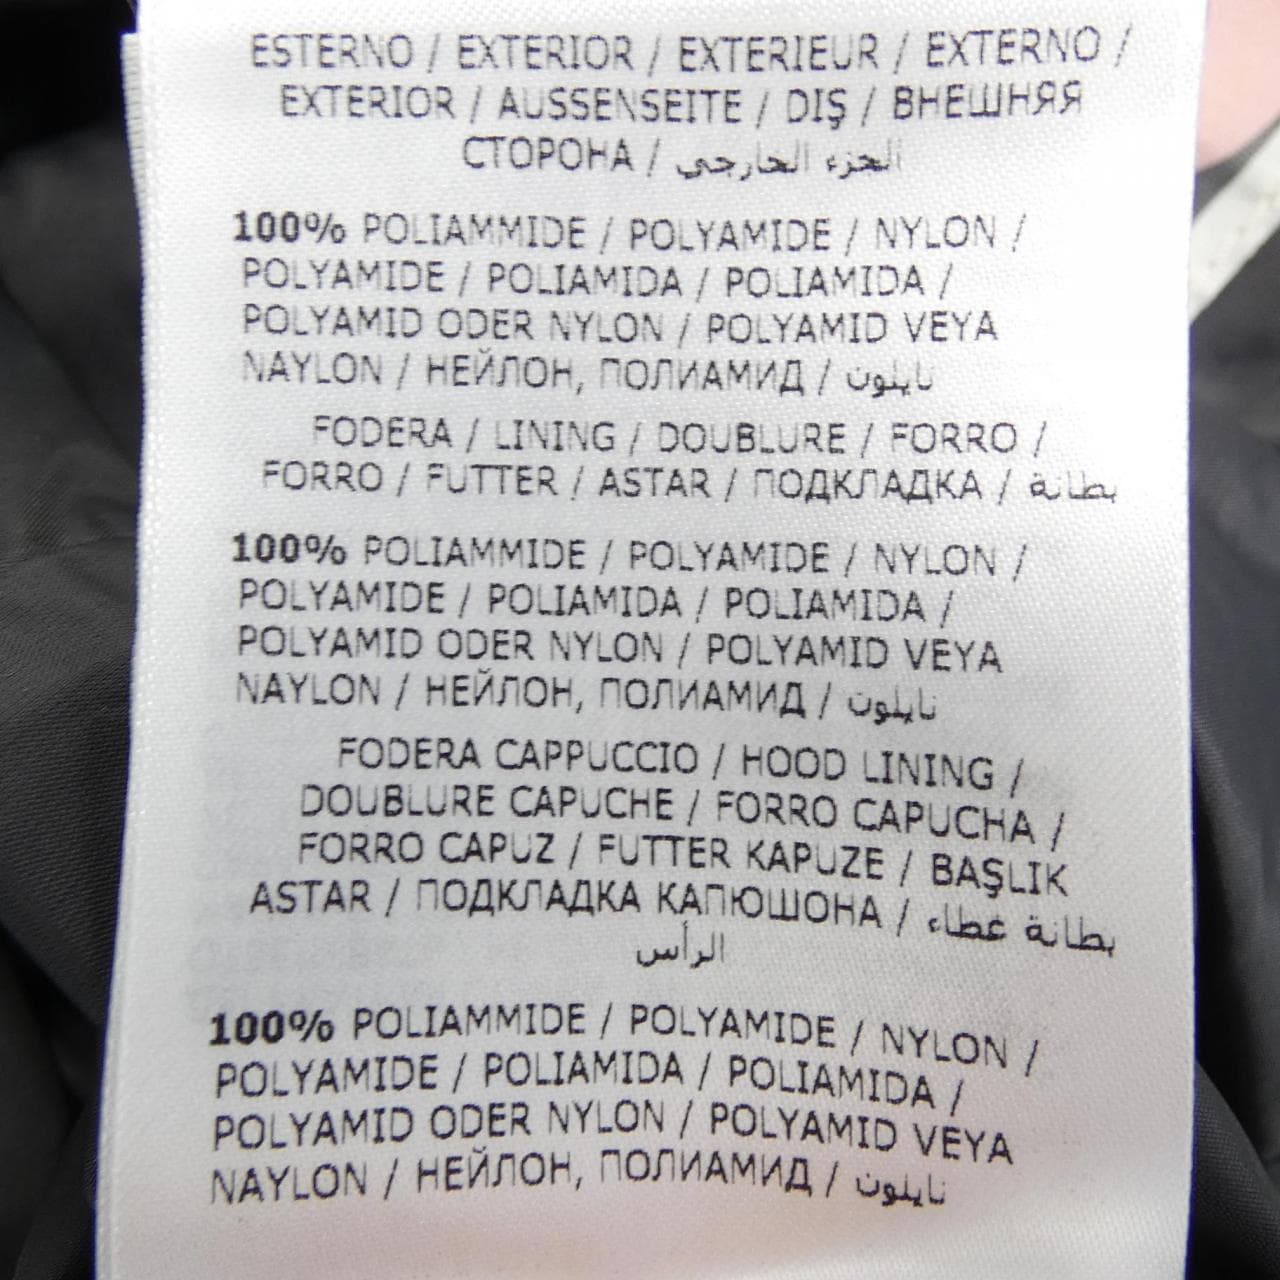 ESTERNO / EXTERIOR / EXTERIEUR / EXTERNO /
EXTERIOR / AUSSENSEITE / DIŞ / ВНЕШНЯЯ
СТОРОНА / الجزء الخارجي
100% POLIAMMIDE / POLYAMIDE / NYLON /
POLYAMIDE / POLIAMIDA / POLIAMIDA /
POLYAMID ODER NYLON / POLYAMID VEYA
NAYLON / НЕЙЛОН, ПОЛИАМИД / نايلون
FODERA / LINING / DOUBLURE / FORRO /
FORRO / FUTTER / ASTAR / ПОДКЛАДКА / بطانة
100% POLIAMMIDE / POLYAMIDE / NYLON /
POLYAMIDE / POLIAMIDA / POLIAMIDA /
POLYAMID ODER NYLON / POLYAMID VEYA
NAYLON / НЕЙЛОН, ПОЛИАМИД / نايلون
FODERA CAPPUCCIO / HOOD LINING /
DOUBLURE CAPUCHE / FORRO CAPUCHA /
FORRO CAPUZ / FUTTER KAPUZE / BAŞLIK
ASTAR / ПОДКЛАДКА КАПЮШОНА / بطانة غطاء
الرأس
100% POLIAMMIDE / POLYAMIDE / NYLON /
POLYAMIDE / POLIAMIDA / POLIAMIDA /
POLYAMID ODER NYLON / POLYAMID VEYA
NAYLON / НЕЙЛОН, ПОЛИАМИД / نايلون